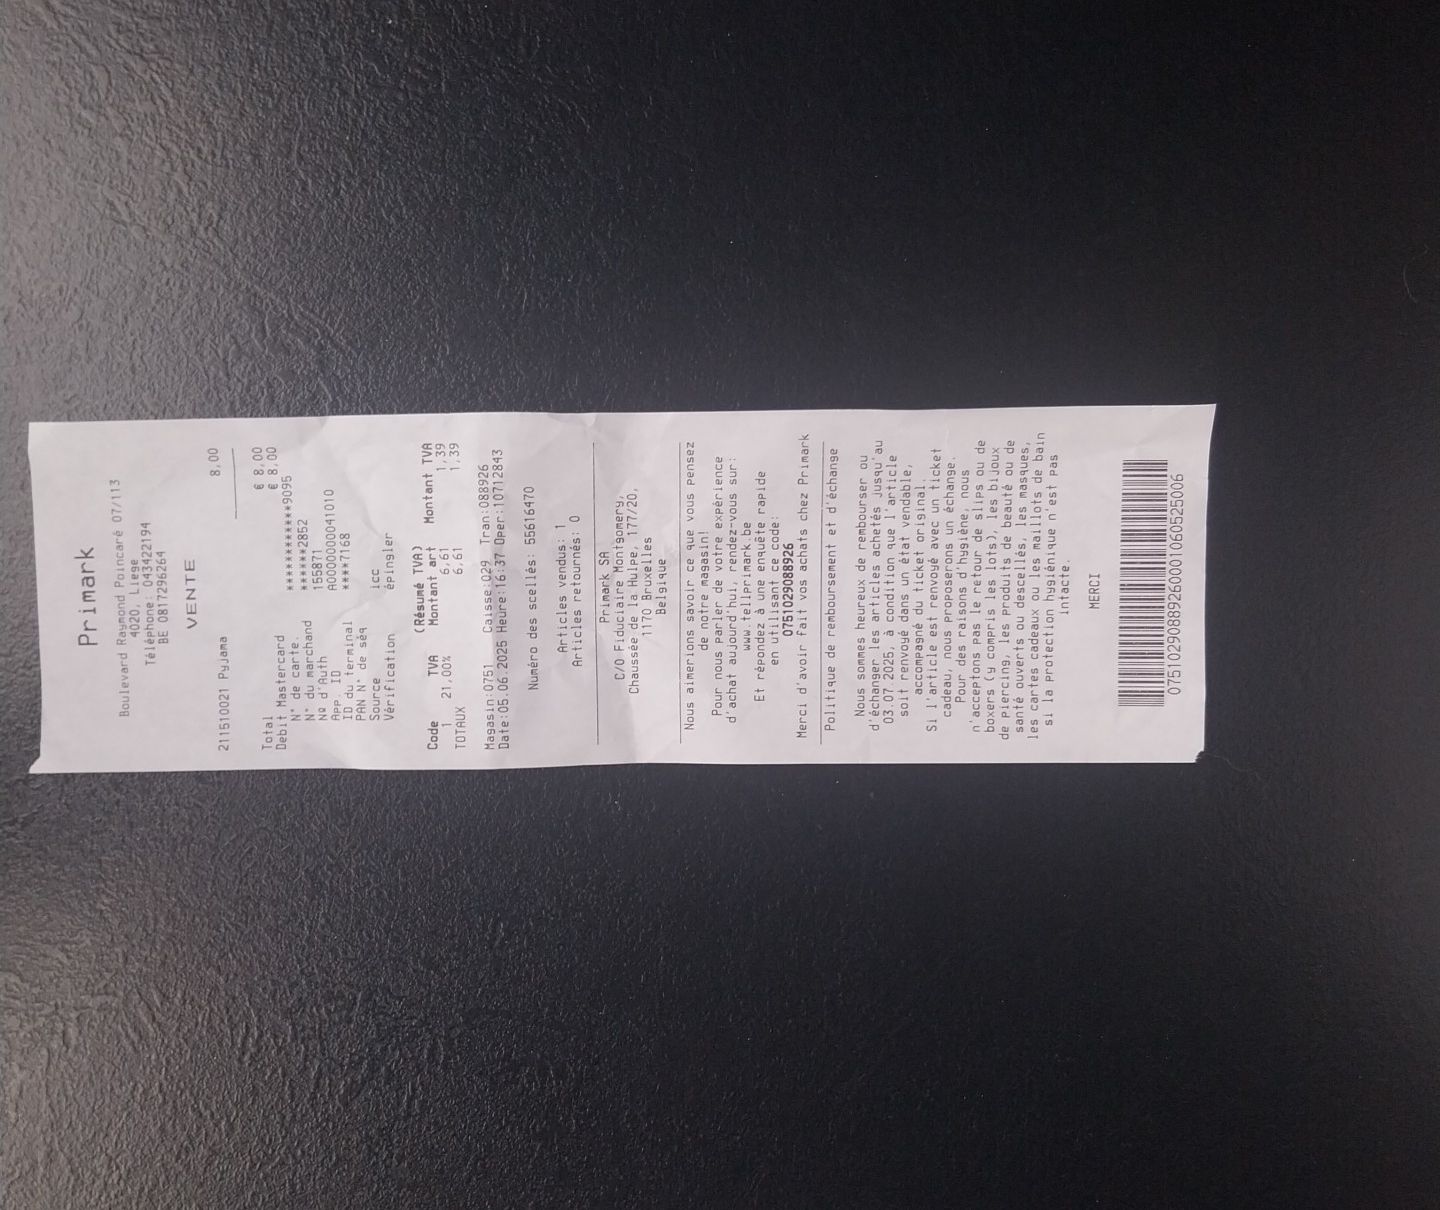 Primark
Boulevard Raymond Poincaré 07/113
4020, Liege
Téléphone: 043422194
BE 0817296264
VENTE
211510021 Pyjama 8,00
Total € 8,00
Debit Mastercard € 8,00
N° de carte. ************9095
N° du marchand ******2852
Nº d'Auth 155871
App. ID A0000000041010
ID du terminal ****7168
PAN N° de séq
Source icc
Vérification épingler
(Résumé TVA)
Code TVA Montant art Montant TVA
1 21,00% 6,61 1,39
TOTAUX 6,61 1,39
Magasin:0751 Caisse:029 Tran:088926
Date:05.06.2025 Heure:16:37 Oper:10712843
Numéro des scellés: 55616470
Articles vendus: 1
Articles retournés: 0
Primark SA
C/O Fiduciaire Montgomery,
Chaussée de la Hulpe, 177/20,
1170 Bruxelles
Belgique
Nous aimerions savoir ce que vous pensez
de notre magasin!
Pour nous parler de votre expérience
d'achat aujourd'hui, rendez-vous sur:
www.tellprimark.be
Et répondez à une enquête rapide
en utilisant ce code:
075102908892​6
Merci d'avoir fait vos achats chez Primark
Politique de remboursement et d'échange
Nous sommes heureux de rembourser ou
d'échanger les articles achetés jusqu'au
03.07.2025, à condition que l'article
soit renvoyé dans un état vendable,
accompagné du ticket original.
Si l'article est renvoyé avec un ticket
cadeau, nous proposerons un échange.
Pour des raisons d'hygiène, nous
n'acceptons pas le retour de slips ou de
boxers (y compris les lots), les bijoux
de piercing, les produits de beauté ou de
santé ouverts ou descellés, les masques,
les cartes cadeaux ou les maillots de bain
si la protection hygiénique n'est pas
intacte.
MERCI
0751029088926000106052500​6